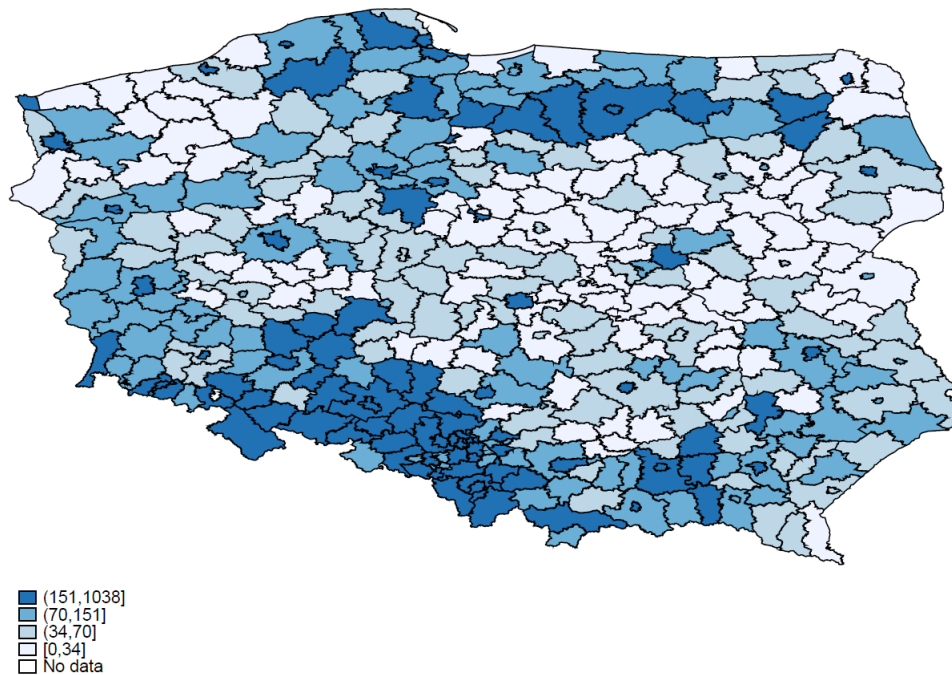 (151,1038]
(70,151]
(34,70]
[0,34]
No data